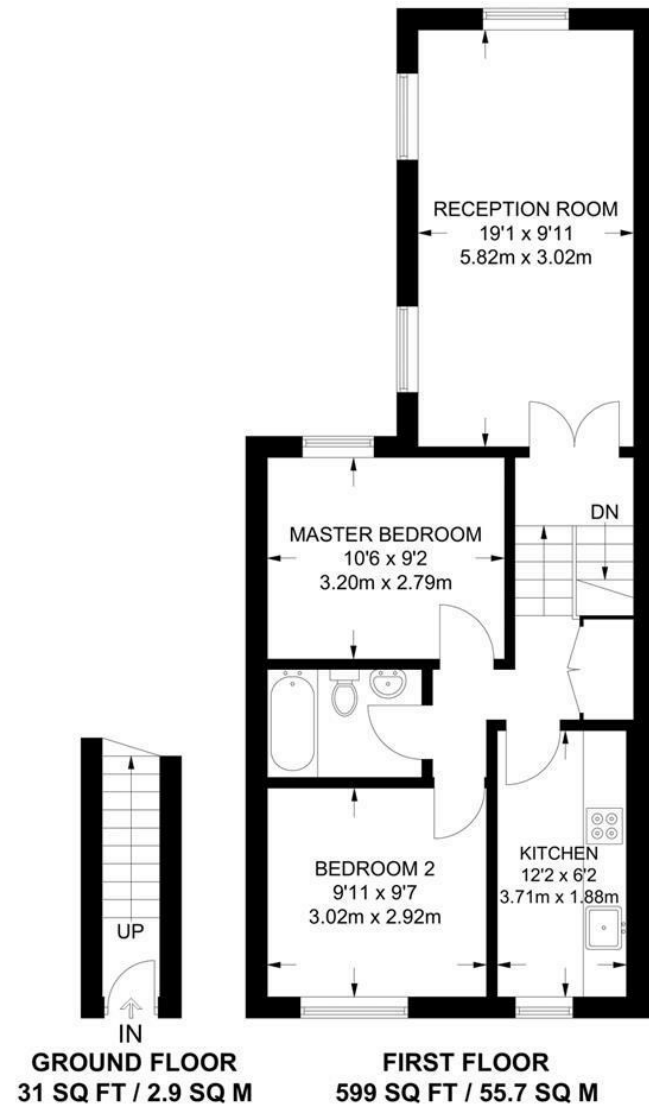 RECEPTION ROOM
19'1 x 9'11
5.82m x 3.02m
DN
MASTER BEDROOM
10'6 x 9'2
3.20m x 2.79m
KITCHEN
12'2 x 6'2
3.71m x 1.88m
BEDROOM 2
9'11 x 9'7
3.02m x 2.92m
UP
IN
GROUND FLOOR
31 SQ FT / 2.9 SQ M
FIRST FLOOR
599 SQ FT / 55.7 SQ M